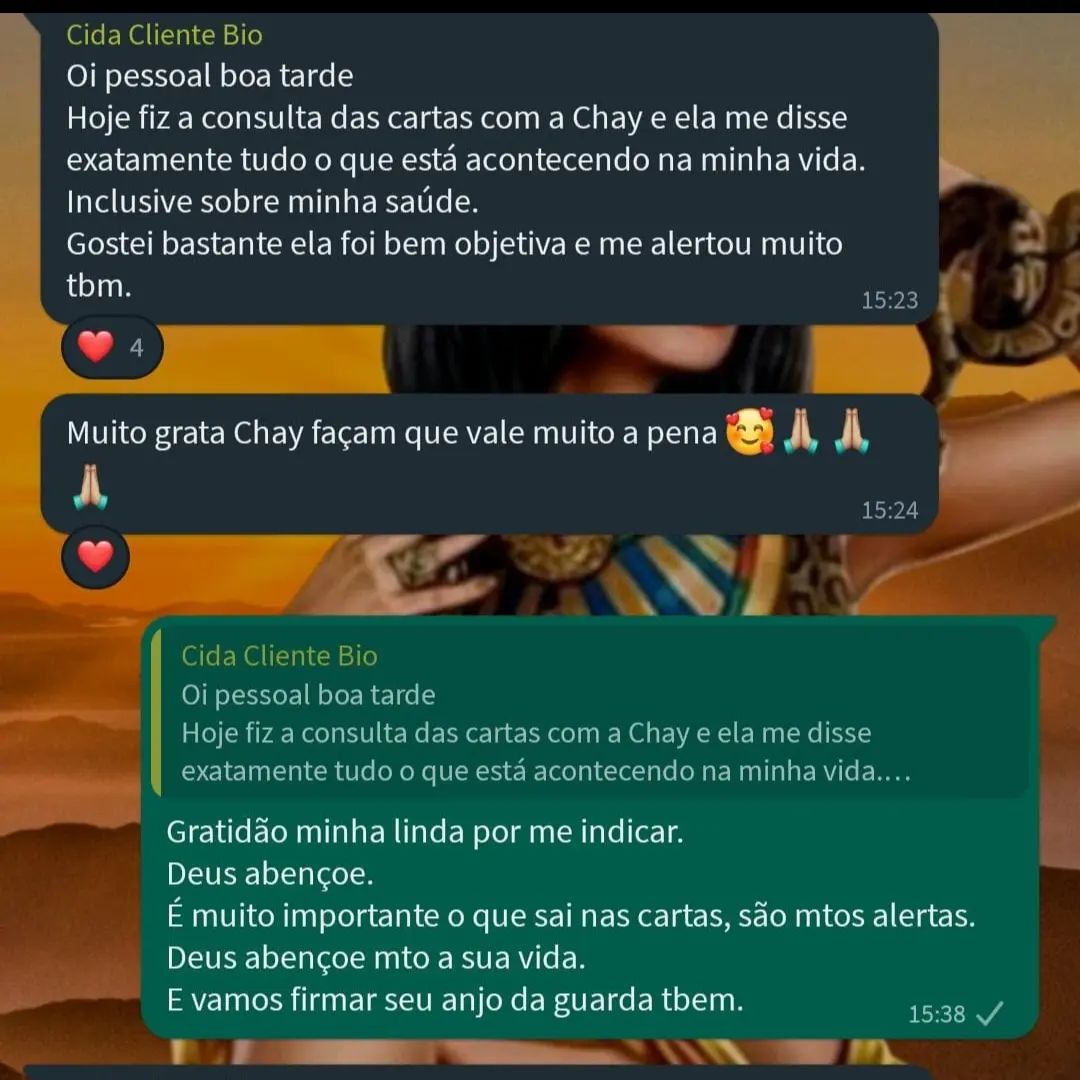 Cida Cliente Bio
Oi pessoal boa tarde
Hoje fiz a consulta das cartas com a Chay e ela me disse
exatamente tudo o que está acontecendo na minha vida.
Inclusive sobre minha saúde.
Gostei bastante ela foi bem objetiva e me alertou muito
tbm.
15:23
❤️ 4
Muito grata Chay façam que vale muito a pena 🥰🙏🏼🙏🏼
🙏🏼
15:24
❤️
Cida Cliente Bio
Oi pessoal boa tarde
Hoje fiz a consulta das cartas com a Chay e ela me disse
exatamente tudo o que está acontecendo na minha vida.…
Gratidão minha linda por me indicar.
Deus abençoe.
É muito importante o que sai nas cartas, são mtos alertas.
Deus abençoe mto a sua vida.
E vamos firmar seu anjo da guarda tbem.
15:38 ✓